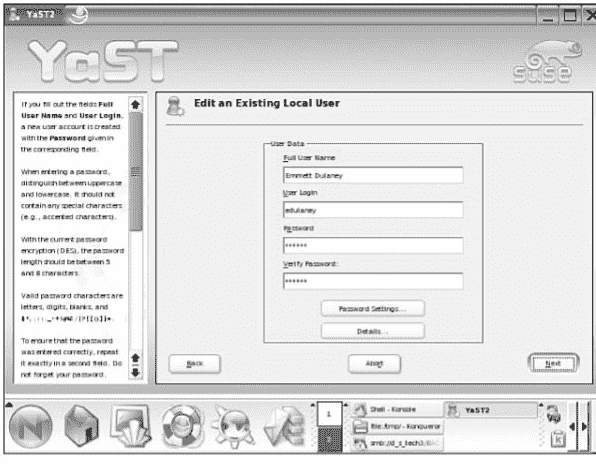 YaST2
YaST
suse
If you fill out the fields Full
User Name and User Login,
a new user account is created
with the Password given in
the corresponding field.
When entering a password,
distinguish between uppercase
and lowercase. It should not
contain any special characters
(e.g., accented characters).
With the current password
encryption (DES), the password
length should be between 5
and 8 characters.
Valid password characters are
letters, digits, blanks, and
To ensure that the password
was entered correctly, repeat
it exactly in a second field. Do
not forget your password.
Edit an Existing Local User
User Data
Full User Name
Emmett Dulaney
User Login
edulaney
Password
******
Verify Password:
******
Password Settings...
Details...
Back
Abort
Next
N
1
Shell - Konsole
YaST2
file:/tmp/ - Konqueror